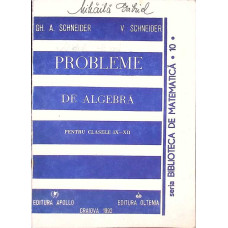 GH. A. SCHNEIDER V. SCHNEIDER
PROBLEME
DE ALGEBRA
PENTRU CLASELE IX–XII
EDITURA APOLLO EDITURA OLTENIA
CRAIOVA
seria BIBLIOTECA DE MATEMATICĂ • 10 •